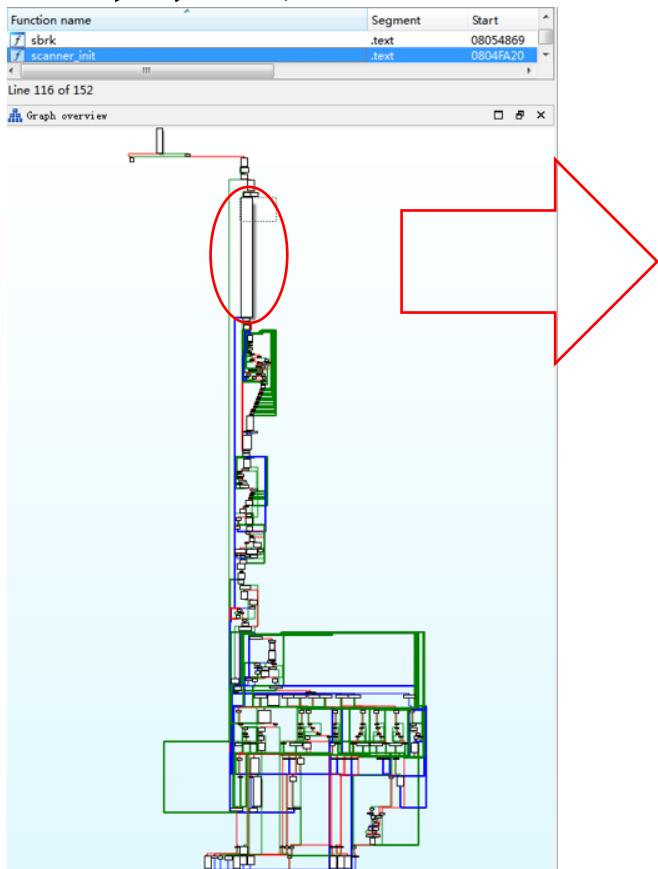 Function name Segment Start
f sbrk .text 08054869
f scanner_init .text 0804FA20
Line 116 of 152
Graph overview